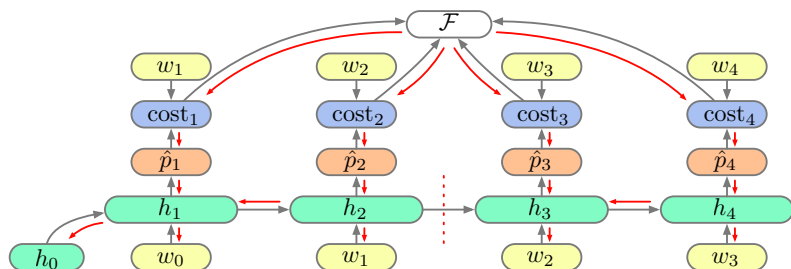 ℱ
w₁ w₂ w₃ w₄
cost₁ cost₂ cost₃ cost₄
p̂₁ p̂₂ p̂₃ p̂₄
h₁ h₂ h₃ h₄
h₀ w₀ w₁ w₂ w₃